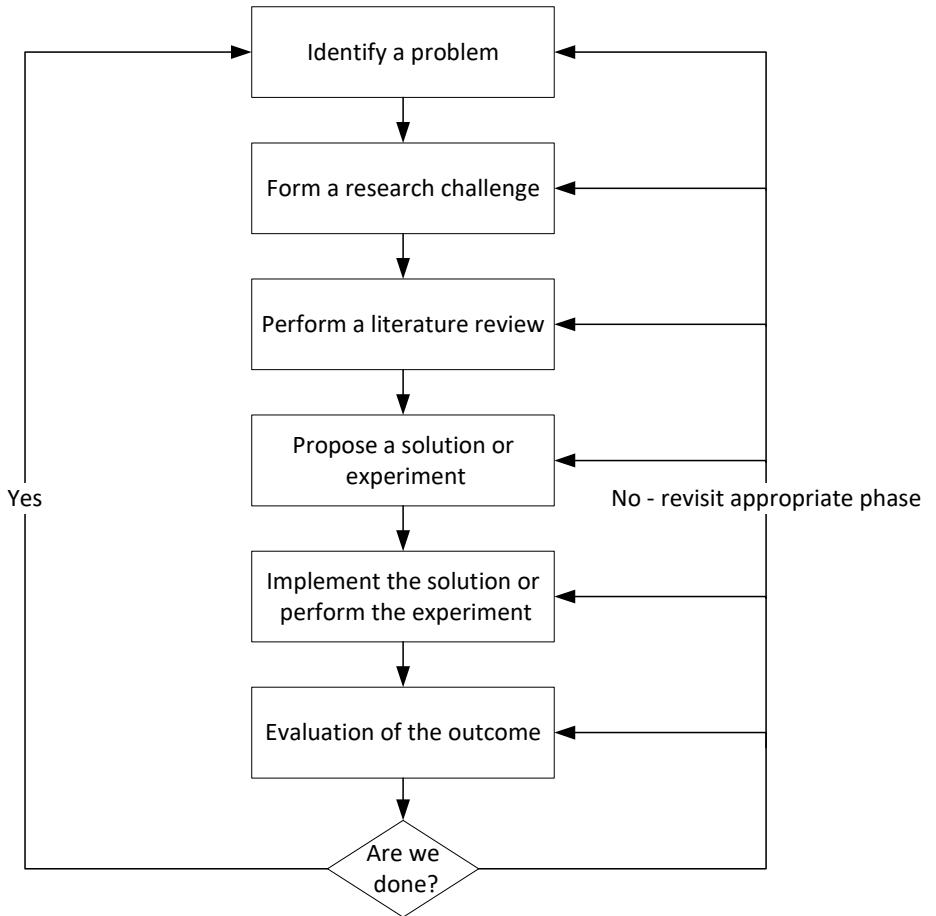 Identify a problem
Form a research challenge
Perform a literature review
Propose a solution or
experiment
Yes
No - revisit appropriate phase
Implement the solution or
perform the experiment
Evaluation of the outcome
Are we
done?